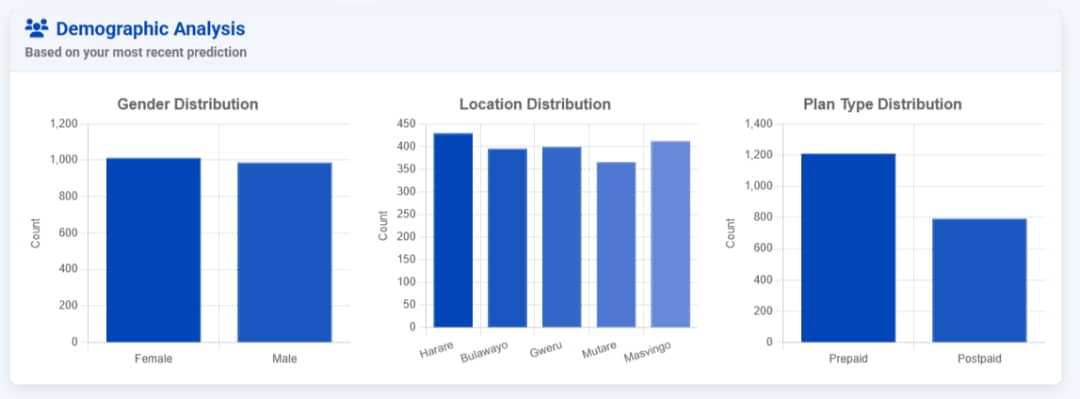 Demographic Analysis
Based on your most recent prediction
Gender Distribution
1,200
1,000
800
600
400
200
0
Count
Female
Male
Location Distribution
450
400
350
300
250
200
150
100
50
0
Count
Harare
Bulawayo
Gweru
Mutare
Masvingo
Plan Type Distribution
1,400
1,200
1,000
800
600
400
200
0
Count
Prepaid
Postpaid